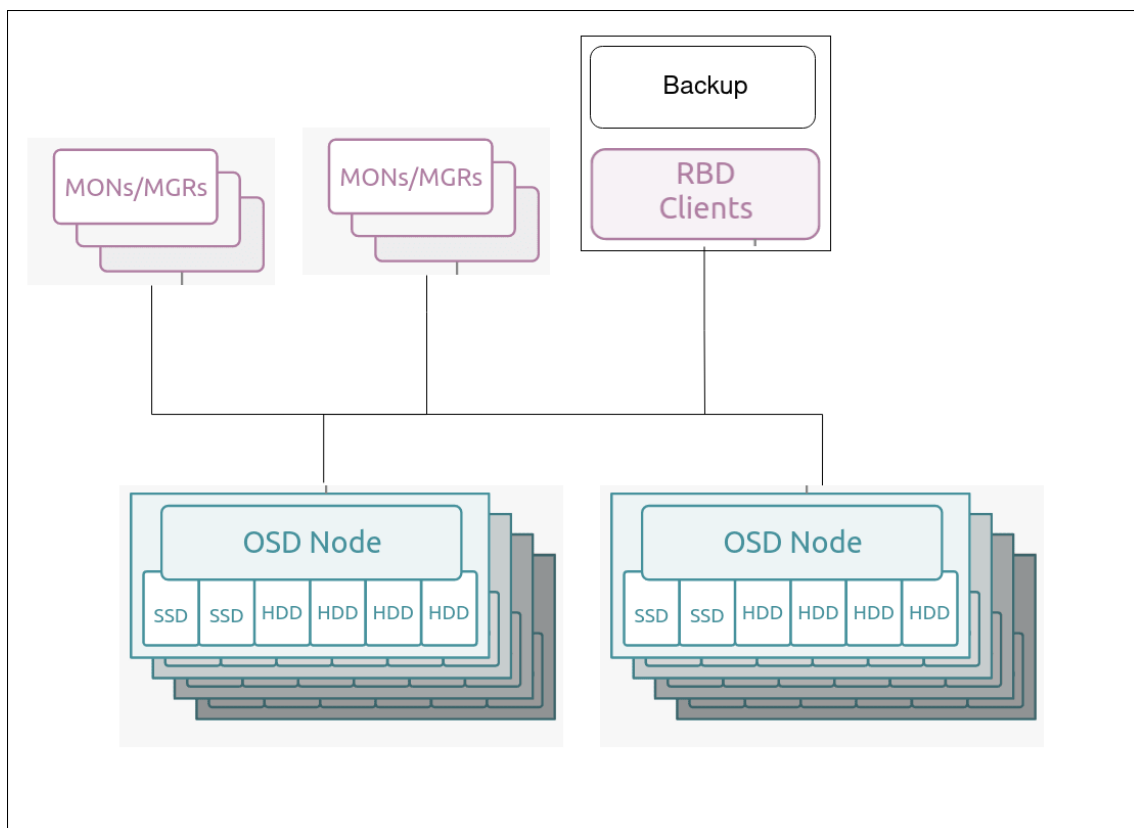 Backup
MONs/MGRs
MONs/MGRs
RBD
Clients
OSD Node
SSD SSD HDD HDD HDD HDD
OSD Node
SSD SSD HDD HDD HDD HDD